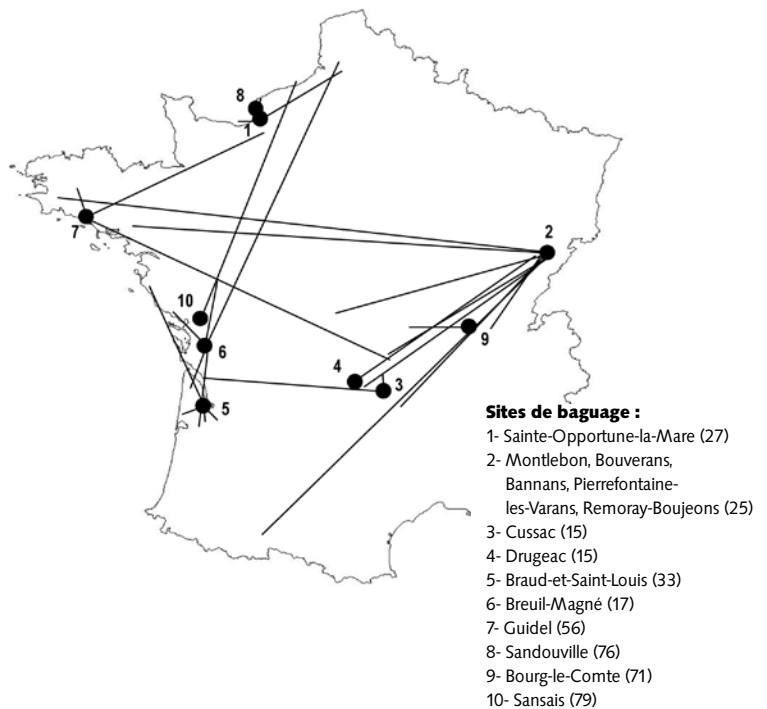 8
1
7
2
10
6
9
4
3
5
Sites de baguage :
1- Sainte-Opportune-la-Mare (27)
2- Montlebon, Bouverans,
Bannans, Pierrefontaine-
les-Varans, Remoray-Boujeons (25)
3- Cussac (15)
4- Drugeac (15)
5- Braud-et-Saint-Louis (33)
6- Breuil-Magné (17)
7- Guidel (56)
8- Sandouville (76)
9- Bourg-le-Comte (71)
10- Sansais (79)